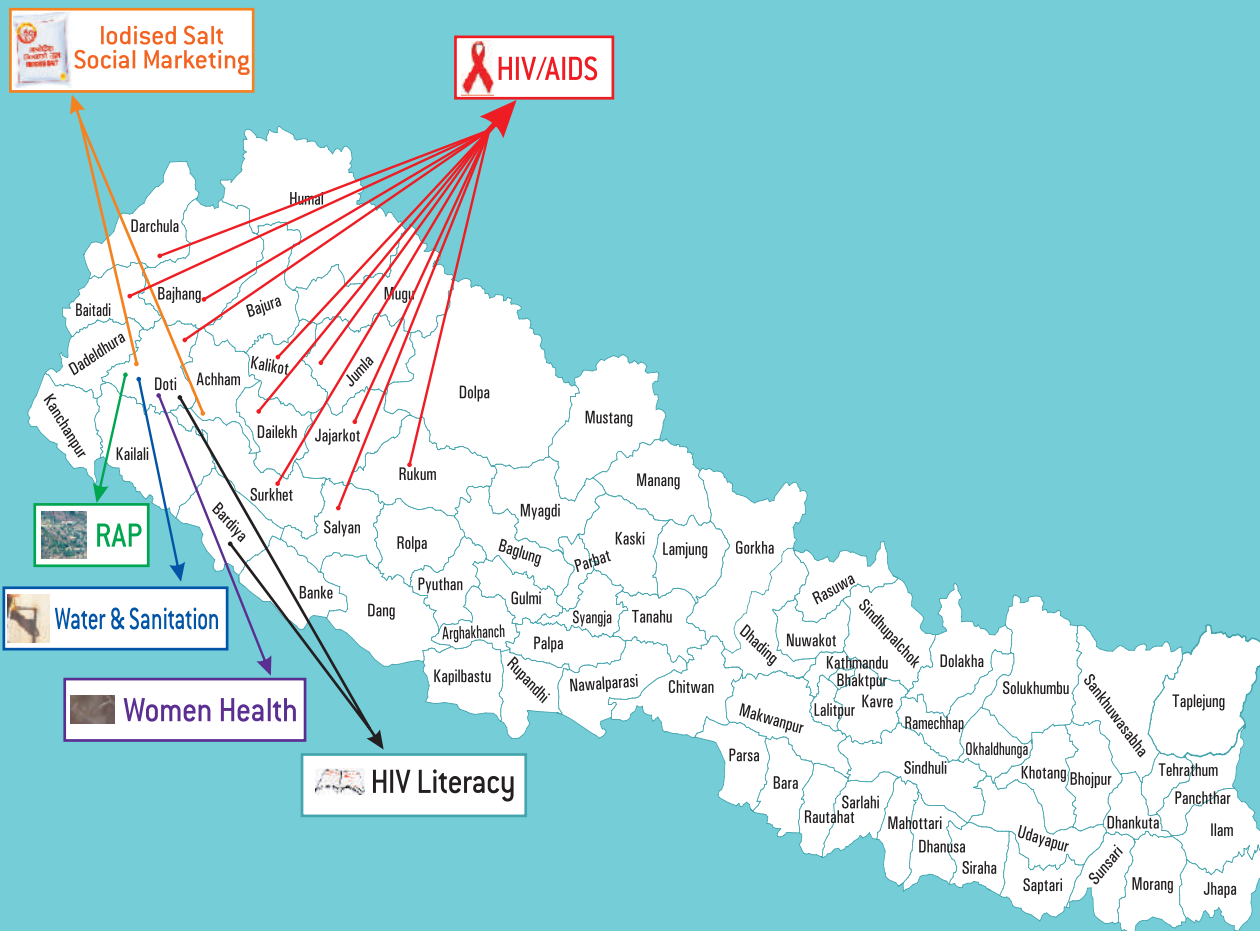 Iodised Salt
Social Marketing
HIV/AIDS
Humal
Darchula
Bajhang
Mugu
Bajura
Baitadi
Dadeldhura
Kalikot
Jumla
Achham
Doti
Dolpa
Mustang
Kanchanpur
Kailali
Dailekh
Jajarkot
Rukum
Manang
Surkhet
Myagdi
Salyan
Bardiya
RAP
Rolpa
Baglung
Parbat
Kaski
Lamjung
Gorkha
Banke
Pyuthan
Dang
Gulmi
Syangja
Tanahu
Rasuwa
Sindhupalchok
Water & Sanitation
Arghakhanch
Palpa
Dhading
Nuwakot
Kathmandu
Bhaktpur
Dolakha
Kapilbastu
Rupandhi
Nawalparasi
Chitwan
Lalitpur
Kavre
Solukhumbu
Sankhuwasabha
Taplejung
Women Health
Makwanpur
Ramechhap
Okhaldhunga
Parsa
Sindhuli
Khotang
Bhojpur
Tehrathum
HIV Literacy
Bara
Sarlahi
Rautahat
Panchthar
Mahottari
Dhankuta
Ilam
Dhanusa
Udayapur
Siraha
Saptari
Sunsari
Morang
Jhapa